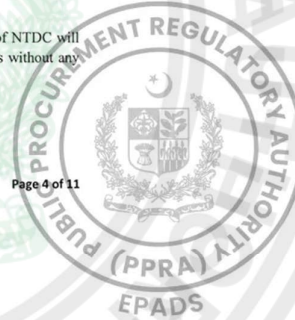 of NTDC will
s without any
Page 4 of 11
PUBLIC PROCUREMENT REGULATORY AUTHORITY
(PPRA)
EPADS